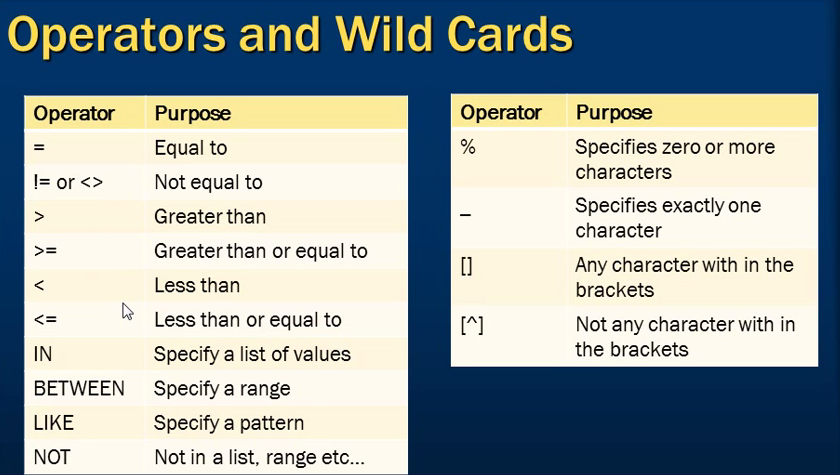 Operators and Wild Cards
Operator Purpose
= Equal to
!= or <> Not equal to
> Greater than
>= Greater than or equal to
< Less than
<= Less than or equal to
IN Specify a list of values
BETWEEN Specify a range
LIKE Specify a pattern
NOT Not in a list, range etc...
Operator Purpose
% Specifies zero or more
characters
_ Specifies exactly one
character
[] Any character with in the
brackets
[^] Not any character with in
the brackets